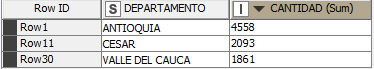 Row ID S DEPARTAMENTO I CANTIDAD (Sum)
Row1 ANTIOQUIA 4558
Row11 CESAR 2093
Row30 VALLE DEL CAUCA 1861